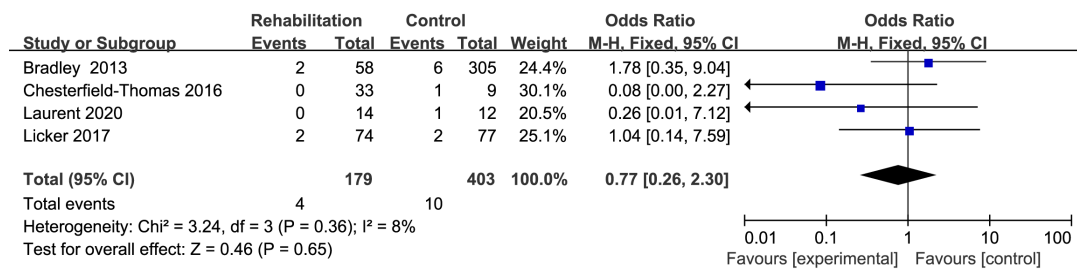 Rehabilitation Control Odds Ratio Odds Ratio
Study or Subgroup Events Total Events Total Weight M-H, Fixed, 95% CI M-H, Fixed, 95% CI
Bradley 2013 2 58 6 305 24.4% 1.78 [0.35, 9.04]
Chesterfield-Thomas 2016 0 33 1 9 30.1% 0.08 [0.00, 2.27]
Laurent 2020 0 14 1 12 20.5% 0.26 [0.01, 7.12]
Licker 2017 2 74 2 77 25.1% 1.04 [0.14, 7.59]
Total (95% CI) 179 403 100.0% 0.77 [0.26, 2.30]
Total events 4 10
Heterogeneity: Chi² = 3.24, df = 3 (P = 0.36); I² = 8%
Test for overall effect: Z = 0.46 (P = 0.65)
0.01 0.1 1 10 100
Favours [experimental] Favours [control]